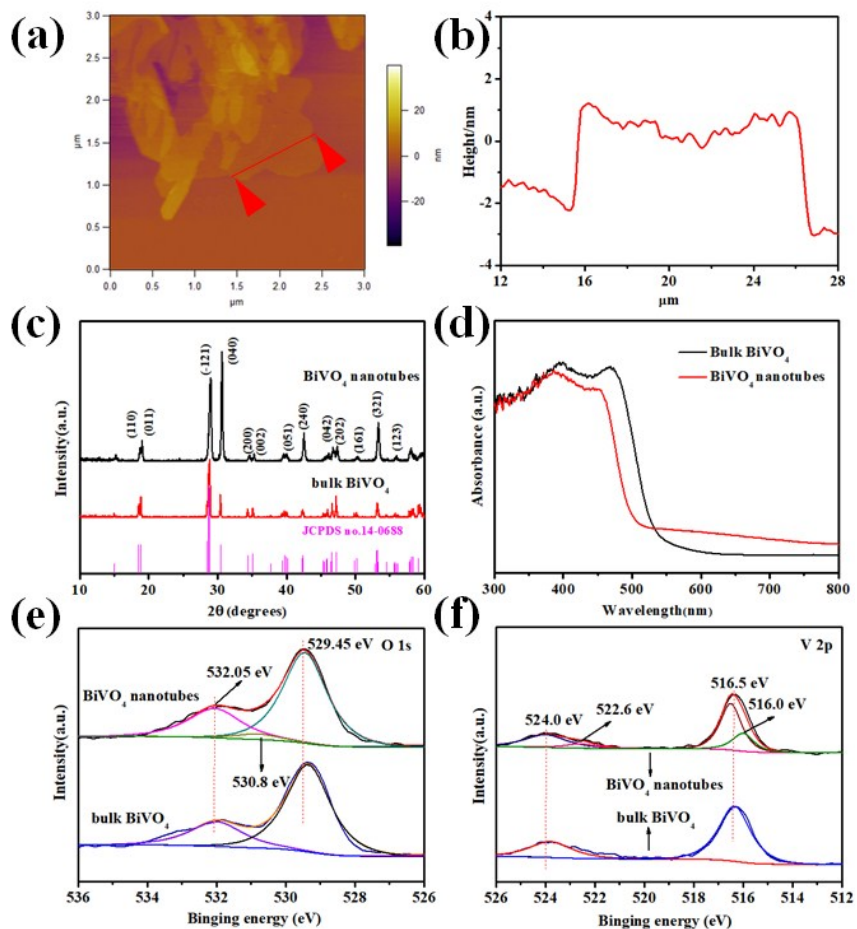 (a)
3.0
2.5
2.0
1.5
1.0
0.5
0.0
µm
0.0 0.5 1.0 1.5 2.0 2.5 3.0
µm
20
0
-20
nm
(b)
4
2
0
-2
-4
Height/nm
12 16 20 24 28
µm
(c)
Intensity(a.u.)
(110)
(011)
(-121)
(040)
BiVO4 nanotubes
(200)
(002)
(051)
(240)
(042)
(202)
(161)
(321)
(123)
bulk BiVO4
JCPDS no.14-0688
10 20 30 40 50 60
2θ (degrees)
(d)
Absorbance (a.u.)
Bulk BiVO4
BiVO4 nanotubes
300 400 500 600 700 800
Wavelength(nm)
(e)
Intensity(a.u.)
529.45 eV
O 1s
532.05 eV
BiVO4 nanotubes
530.8 eV
bulk BiVO4
536 534 532 530 528 526
Binging energy (eV)
(f)
Intensity(a.u.)
V 2p
516.5 eV
524.0 eV
522.6 eV
516.0 eV
BiVO4 nanotubes
bulk BiVO4
526 524 522 520 518 516 514 512
Binging energy (eV)